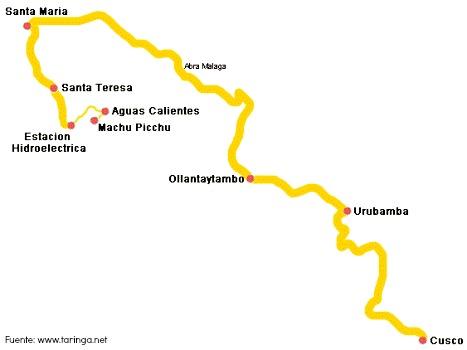 Santa Maria
Abra Malaga
Santa Teresa
Aguas Calientes
Machu Picchu
Estacion
Hidroelectrica
Ollantaytambo
Urubamba
Cusco
Fuente: www.taringa.net